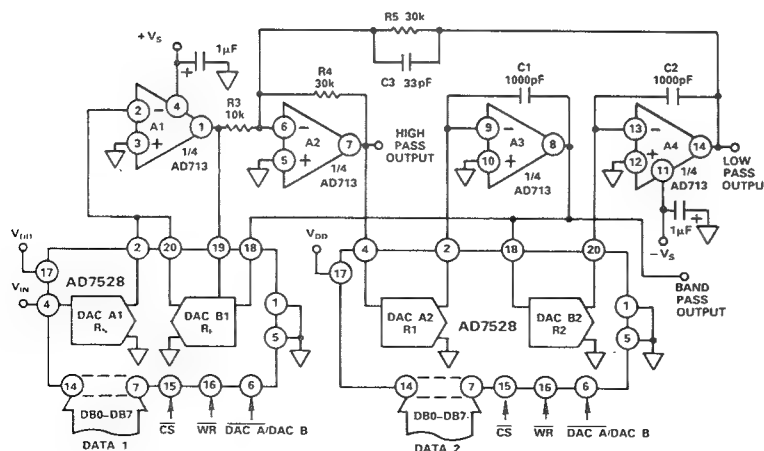 R5 30k
+VS
1µF
C3 33pF
C1
1000pF
C2
1000pF
R4
30k
R3
10k
+
4
2 −
A1
3 +
1
1/4
AD713
6 −
A2
5 +
7
1/4
AD713
HIGH
PASS
OUTPUT
9 −
A3
10 +
8
1/4
AD713
13 −
A4
12 +
14
11
1/4
AD713
LOW
PASS
OUTPU
1µF
+
−VS
VDD
17
VIN
4
AD7528
2
20
19
18
DAC A1
DAC B1
1
5
14
7
15
16
6
DB0–DB7
DATA 1
CS
WR
DAC A/DAC B
VDD
17
4
2
18
20
DAC A2
R1
AD7528
DAC B2
R2
1
5
BAND
PASS
OUTPUT
14
7
15
16
6
DB0–DB7
DATA 2
CS
WR
DAC A/DAC B